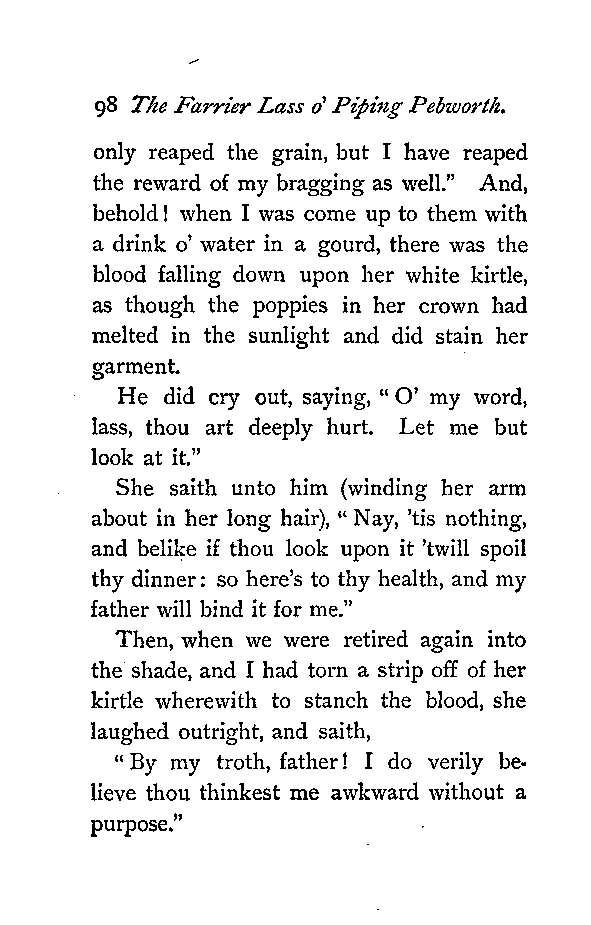 98 The Farrier Lass o' Piping Pebworth.
only reaped the grain, but I have reaped
the reward of my bragging as well." And,
behold! when I was come up to them with
a drink o' water in a gourd, there was the
blood falling down upon her white kirtle,
as though the poppies in her crown had
melted in the sunlight and did stain her
garment.
He did cry out, saying, "O' my word,
lass, thou art deeply hurt. Let me but
look at it."
She saith unto him (winding her arm
about in her long hair), "Nay, 'tis nothing,
and belike if thou look upon it 'twill spoil
thy dinner: so here's to thy health, and my
father will bind it for me."
Then, when we were retired again into
the shade, and I had torn a strip off of her
kirtle wherewith to stanch the blood, she
laughed outright, and saith,
"By my troth, father! I do verily be-
lieve thou thinkest me awkward without a
purpose."